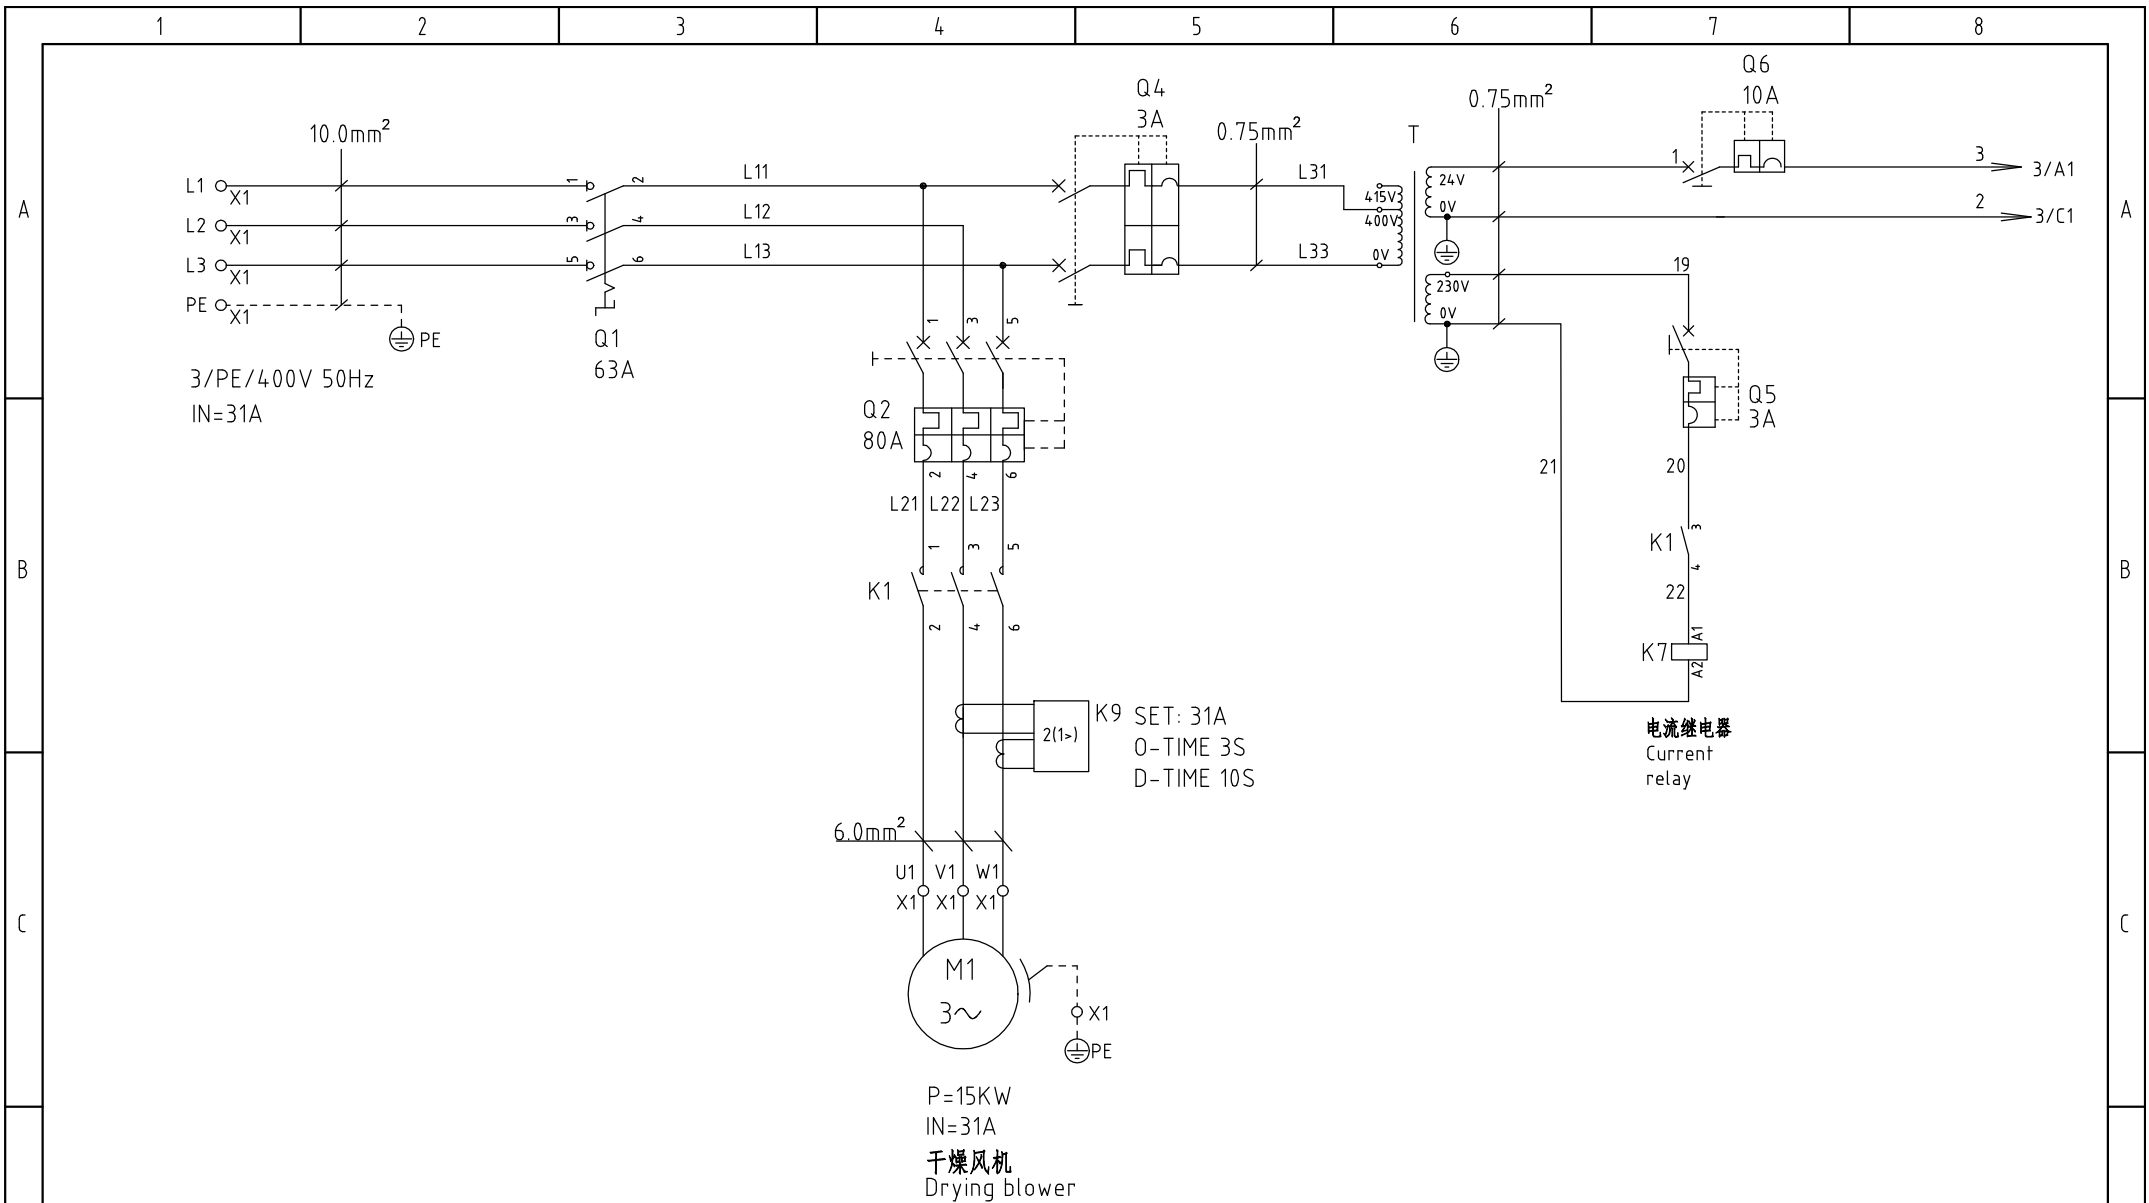 1 2 3 4 5 6 7 8
A
A
B
B
C
C
L1
X1
L2
X1
L3
X1
PE
X1
10.0mm²
PE
3/PE/400V 50Hz
IN=31A
1 2
3 4
5 6
Q1
63A
L11
L12
L13
Q4
3A
0.75mm²
L31
L33
T
415V
400V
0V
24V
0V
230V
0V
0.75mm²
Q6
10A
1
3
3/A1
2
3/C1
19
Q5
3A
21
20
K1
3
4
22
K7
A1
A2
电流继电器
Current
relay
1 3 5
Q2
80A
2 4 6
L21 L22 L23
1 3 5
K1
2 4 6
2(1>)
K9
SET: 31A
O-TIME 3S
D-TIME 10S
6.0mm²
U1 V1 W1
X1 X1 X1
M1
3~
X1
PE
P=15KW
IN=31A
干燥风机
Drying blower